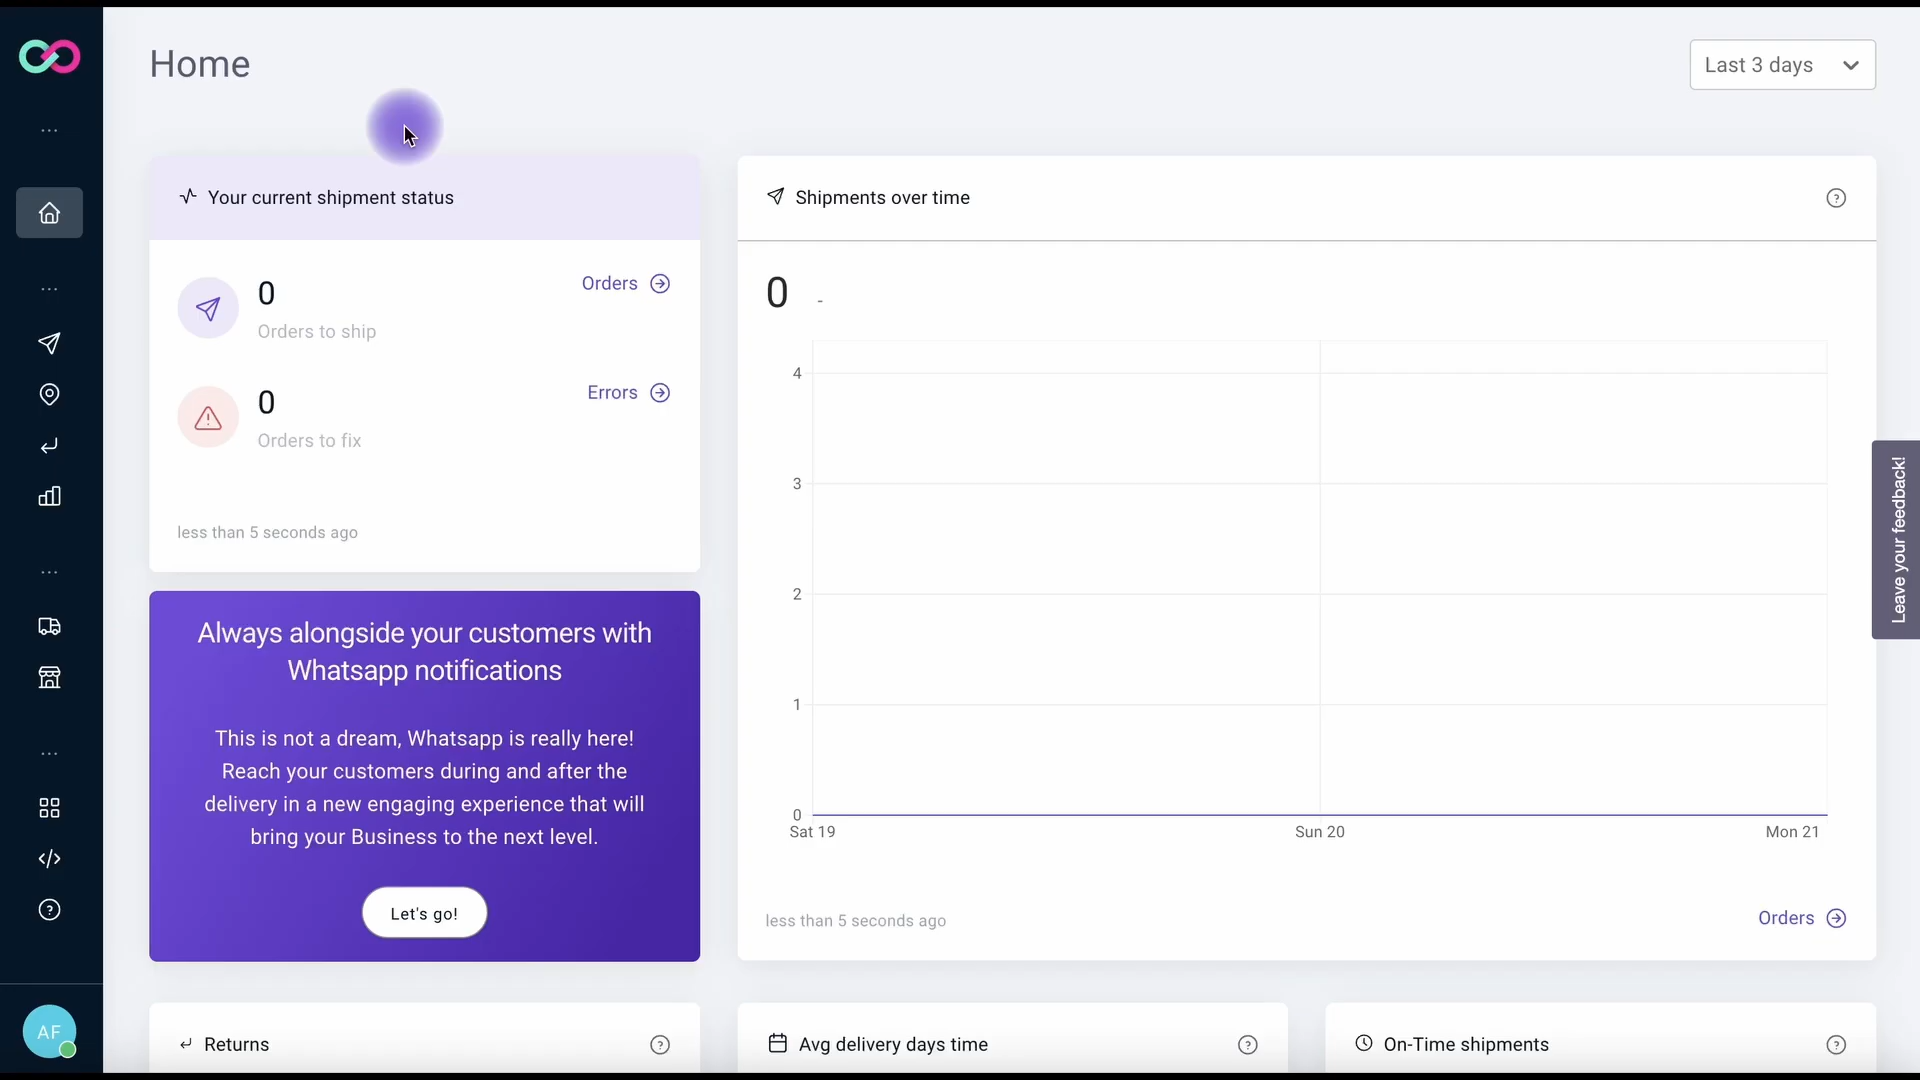 Home
Last 3 days
...
Your current shipment status
Shipments over time
0
Orders
Orders to ship
0
Errors
Orders to fix
less than 5 seconds ago
0 -
4
3
2
1
0
Sat 19
Sun 20
Mon 21
less than 5 seconds ago
Orders
...
...
...
Always alongside your customers with
Whatsapp notifications
This is not a dream, Whatsapp is really here!
Reach your customers during and after the
delivery in a new engaging experience that will
bring your Business to the next level.
Let's go!
Leave your feedback!
AF
Returns
Avg delivery days time
On-Time shipments